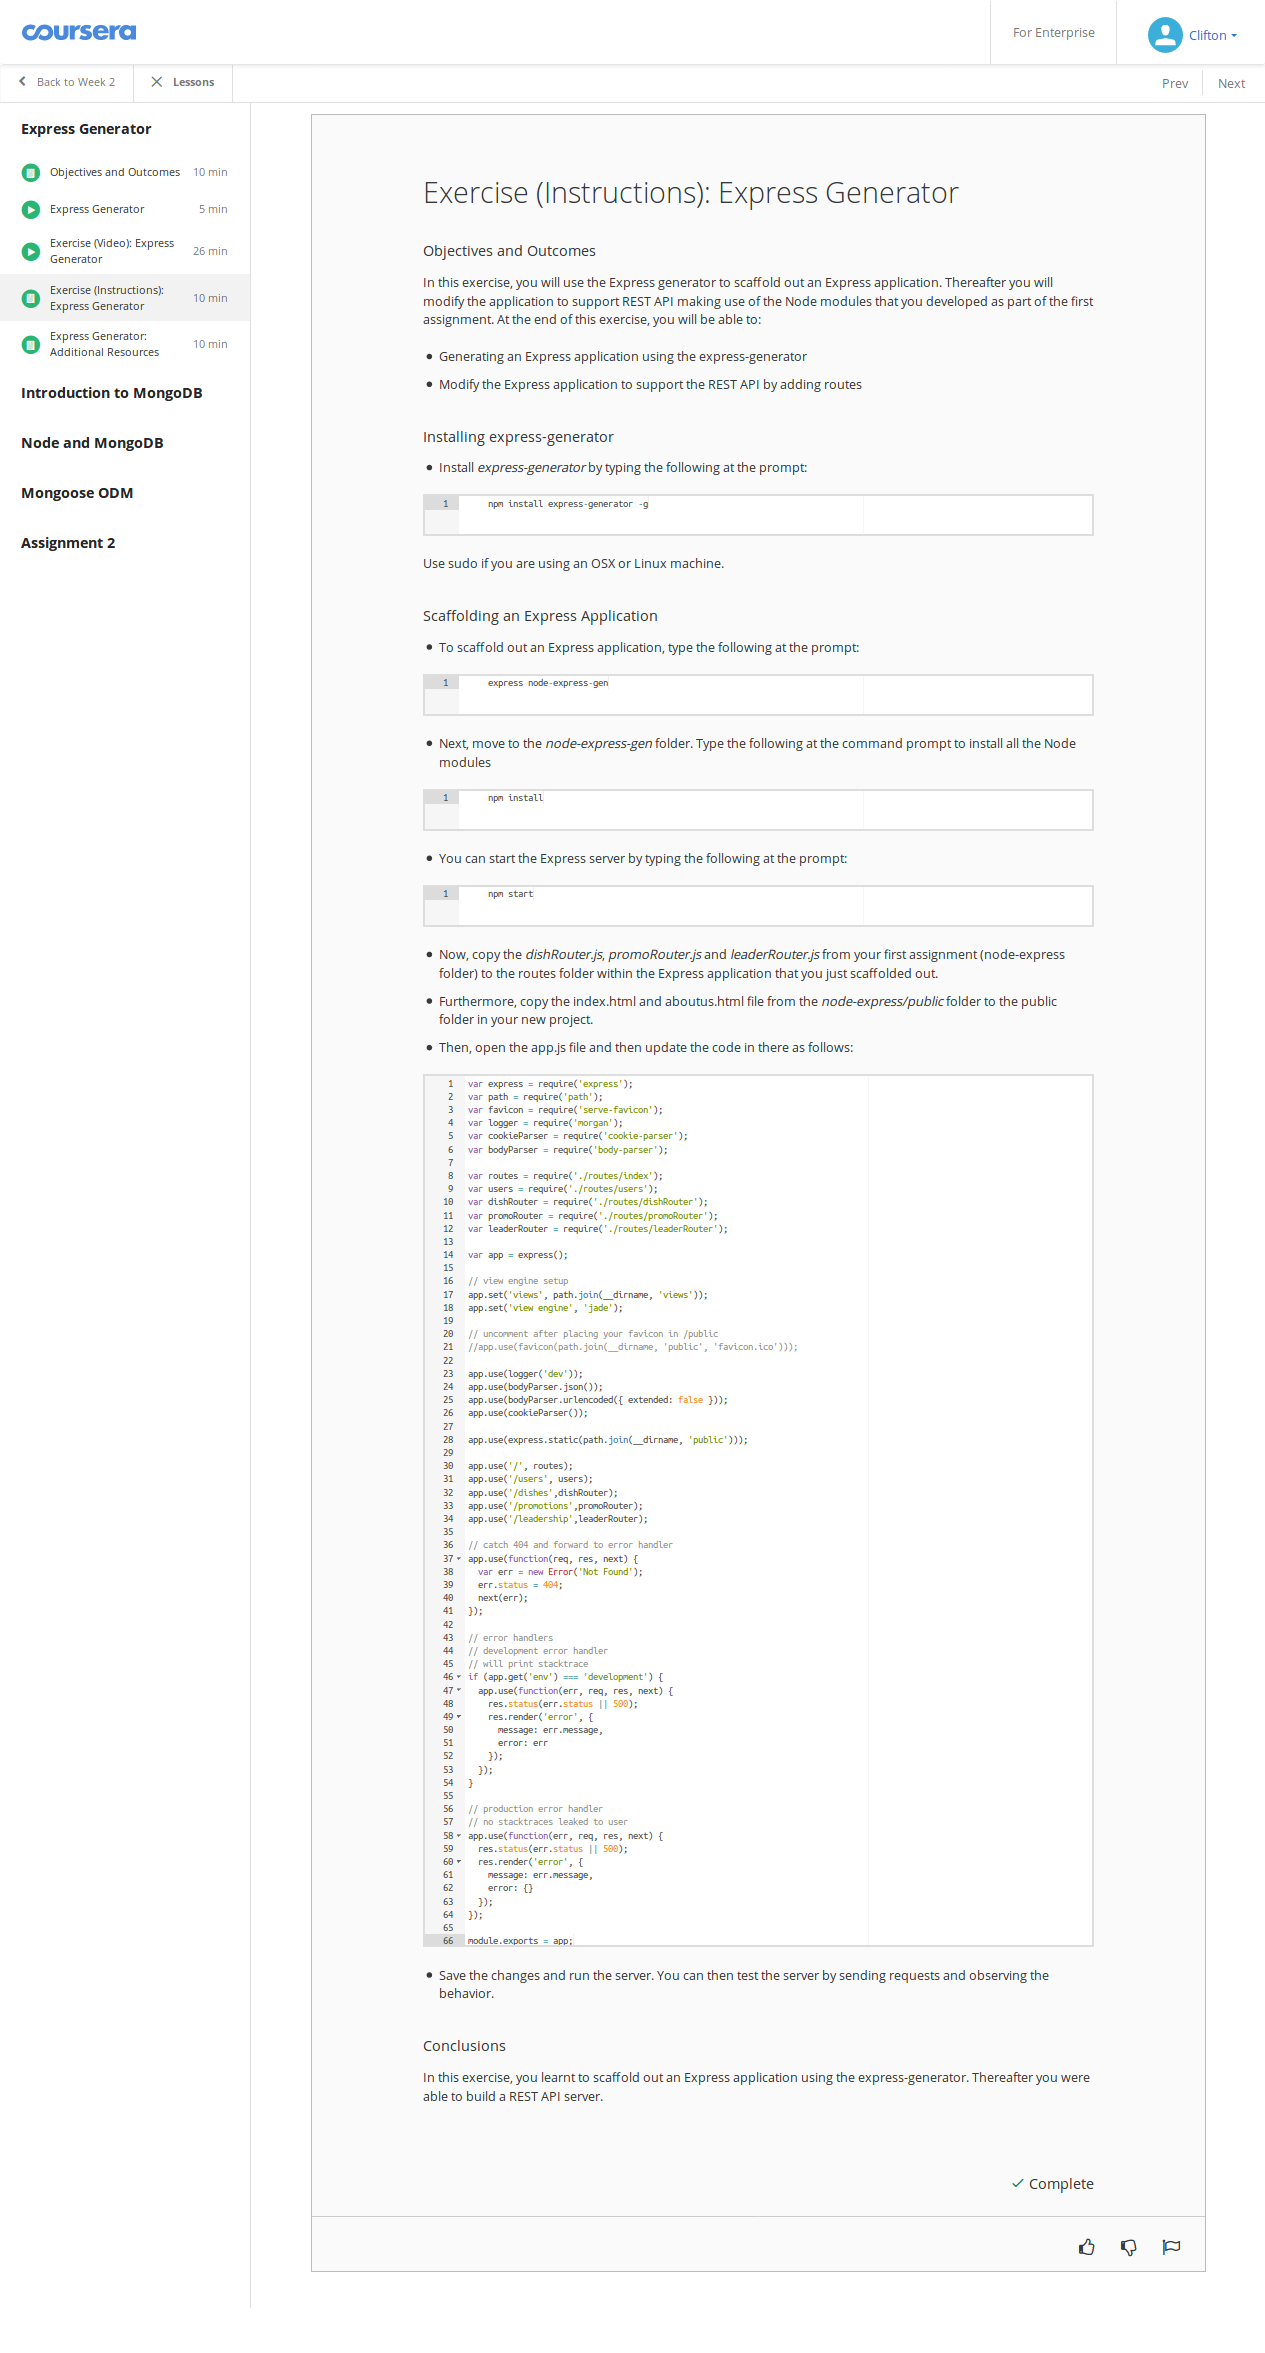 coursera
For Enterprise
Clifton
Back to Week 2
Lessons
Prev
Next
Express Generator
Objectives and Outcomes 10 min
Express Generator 5 min
Exercise (Video): Express
Generator
26 min
Exercise (Instructions):
Express Generator
10 min
Express Generator:
Additional Resources
10 min
Introduction to MongoDB
Node and MongoDB
Mongoose ODM
Assignment 2
Exercise (Instructions): Express Generator
Objectives and Outcomes
In this exercise, you will use the Express generator to scaffold out an Express application. Thereafter you will
modify the application to support REST API making use of the Node modules that you developed as part of the first
assignment. At the end of this exercise, you will be able to:
• Generating an Express application using the express-generator
• Modify the Express application to support the REST API by adding routes
Installing express-generator
• Install express-generator by typing the following at the prompt:
1 npm install express-generator -g
Use sudo if you are using an OSX or Linux machine.
Scaffolding an Express Application
• To scaffold out an Express application, type the following at the prompt:
1 express node-express-gen
• Next, move to the node-express-gen folder. Type the following at the command prompt to install all the Node
modules
1 npm install
• You can start the Express server by typing the following at the prompt:
1 npm start
• Now, copy the dishRouter.js, promoRouter.js and leaderRouter.js from your first assignment (node-express
folder) to the routes folder within the Express application that you just scaffolded out.
• Furthermore, copy the index.html and aboutus.html file from the node-express/public folder to the public
folder in your new project.
• Then, open the app.js file and then update the code in there as follows:
1 var express = require('express');
2 var path = require('path');
3 var favicon = require('serve-favicon');
4 var logger = require('morgan');
5 var cookieParser = require('cookie-parser');
6 var bodyParser = require('body-parser');
7
8 var routes = require('./routes/index');
9 var users = require('./routes/users');
10 var dishRouter = require('./routes/dishRouter');
11 var promoRouter = require('./routes/promoRouter');
12 var leaderRouter = require('./routes/leaderRouter');
13
14 var app = express();
15
16 // view engine setup
17 app.set('views', path.join(__dirname, 'views'));
18 app.set('view engine', 'jade');
19
20 // uncomment after placing your favicon in /public
21 //app.use(favicon(path.join(__dirname, 'public', 'favicon.ico')));
22
23 app.use(logger('dev'));
24 app.use(bodyParser.json());
25 app.use(bodyParser.urlencoded({ extended: false }));
26 app.use(cookieParser());
27
28 app.use(express.static(path.join(__dirname, 'public')));
29
30 app.use('/', routes);
31 app.use('/users', users);
32 app.use('/dishes',dishRouter);
33 app.use('/promotions',promoRouter);
34 app.use('/leadership',leaderRouter);
35
36 // catch 404 and forward to error handler
37 app.use(function(req, res, next) {
38 var err = new Error('Not Found');
39 err.status = 404;
40 next(err);
41 });
42
43 // error handlers
44 // development error handler
45 // will print stacktrace
46 if (app.get('env') === 'development') {
47 app.use(function(err, req, res, next) {
48 res.status(err.status || 500);
49 res.render('error', {
50 message: err.message,
51 error: err
52 });
53 });
54 }
55
56 // production error handler
57 // no stacktraces leaked to user
58 app.use(function(err, req, res, next) {
59 res.status(err.status || 500);
60 res.render('error', {
61 message: err.message,
62 error: {}
63 });
64 });
65
66 module.exports = app;
• Save the changes and run the server. You can then test the server by sending requests and observing the
behavior.
Conclusions
In this exercise, you learnt to scaffold out an Express application using the express-generator. Thereafter you were
able to build a REST API server.
Complete